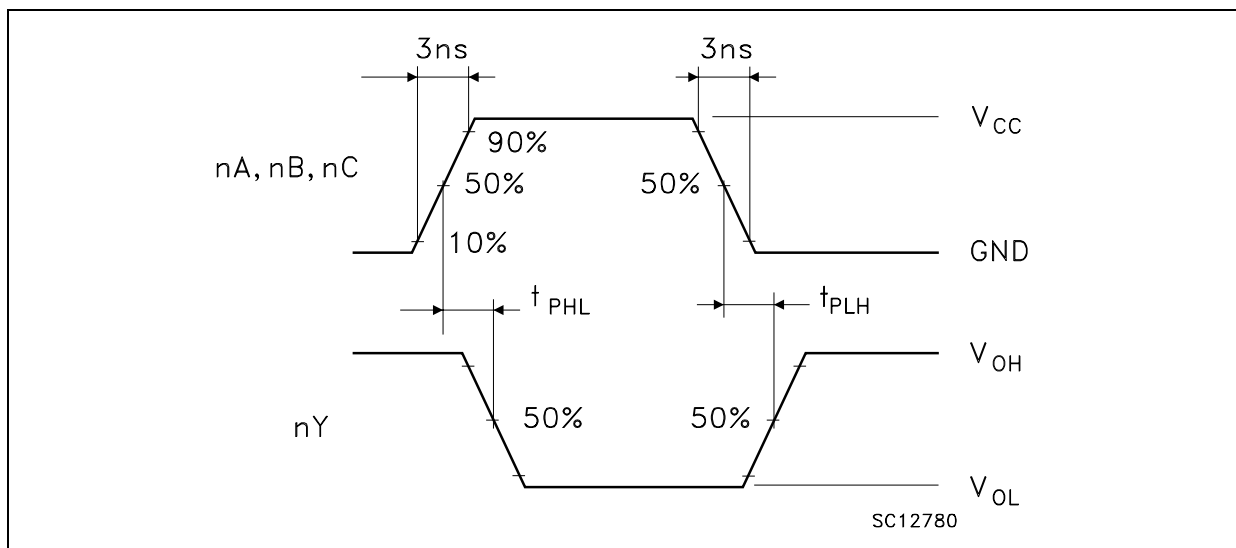 3ns 3ns
V_CC
90%
nA, nB, nC
50% 50%
10%
GND
t_PHL t_PLH
V_OH
50% 50%
nY
V_OL
SC12780